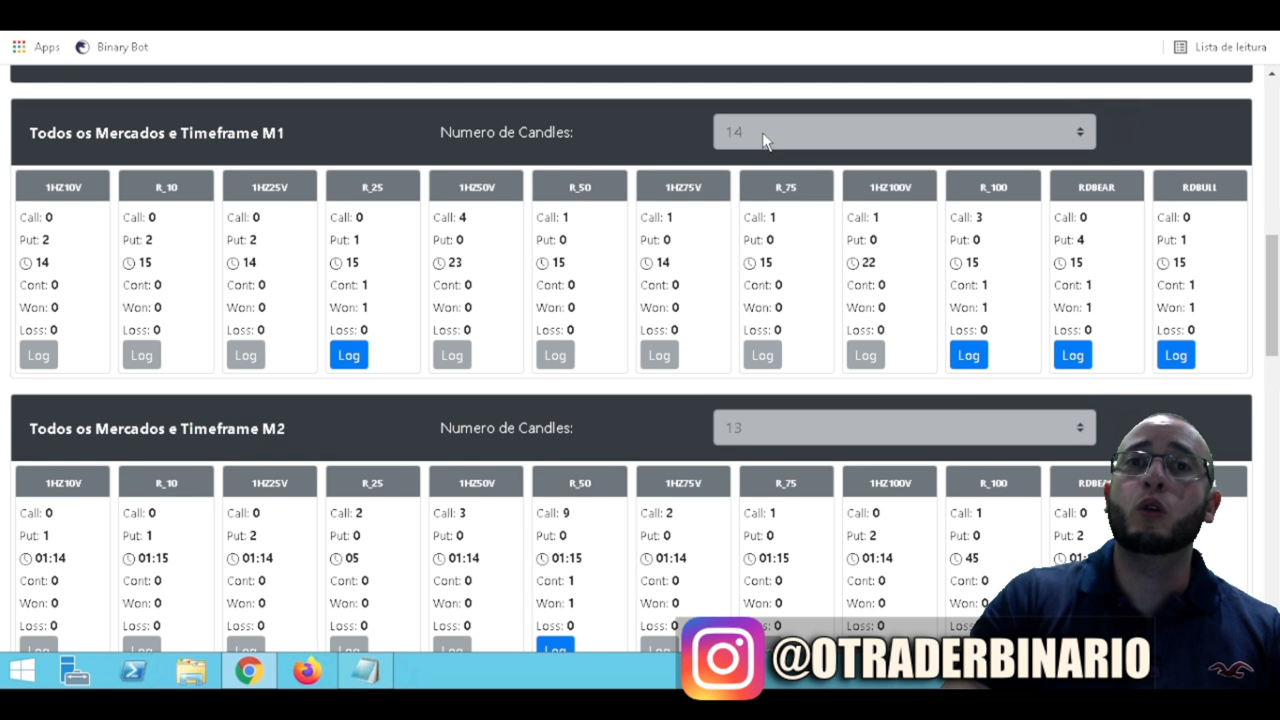 Apps Binary Bot Lista de leitura
Todos os Mercados e Timeframe M1 Numero de Candles: 14
1HZ10V R_10 1HZ25V R_25 1HZ50V R_50 1HZ75V R_75 1HZ100V R_100 RDBEAR RDBULL
Call: 0 Call: 0 Call: 0 Call: 0 Call: 4 Call: 1 Call: 1 Call: 1 Call: 1 Call: 3 Call: 0 Call: 0
Put: 2 Put: 2 Put: 2 Put: 1 Put: 0 Put: 0 Put: 0 Put: 0 Put: 0 Put: 0 Put: 4 Put: 1
14 15 14 15 23 15 14 15 22 15 15 15
Cont: 0 Cont: 0 Cont: 0 Cont: 1 Cont: 0 Cont: 0 Cont: 0 Cont: 0 Cont: 0 Cont: 1 Cont: 1 Cont: 1
Won: 0 Won: 0 Won: 0 Won: 1 Won: 0 Won: 0 Won: 0 Won: 0 Won: 0 Won: 1 Won: 1 Won: 1
Loss: 0 Loss: 0 Loss: 0 Loss: 0 Loss: 0 Loss: 0 Loss: 0 Loss: 0 Loss: 0 Loss: 0 Loss: 0 Loss: 0
Log Log Log Log Log Log Log Log Log Log Log Log
Todos os Mercados e Timeframe M2 Numero de Candles: 13
1HZ10V R_10 1HZ25V R_25 1HZ50V R_50 1HZ75V R_75 1HZ100V R_100
Call: 0 Call: 0 Call: 0 Call: 2 Call: 3 Call: 9 Call: 2 Call: 1 Call: 0 Call: 1 Call: 0
Put: 1 Put: 1 Put: 2 Put: 0 Put: 0 Put: 0 Put: 0 Put: 0 Put: 2 Put: 0 Put: 2
01:14 01:15 01:14 05 01:14 01:15 01:14 01:15 01:14 45
Cont: 0 Cont: 0 Cont: 0 Cont: 0 Cont: 0 Cont: 1 Cont: 0 Cont: 0 Cont: 0 Cont: 0
Won: 0 Won: 0 Won: 0 Won: 0 Won: 0 Won: 1 Won: 0 Won: 0 Won: 0
Loss: 0 Loss: 0 Loss: 0 Loss: 0 Loss: 0 Loss: 0 Loss: 0
@OTRADERBINARIO